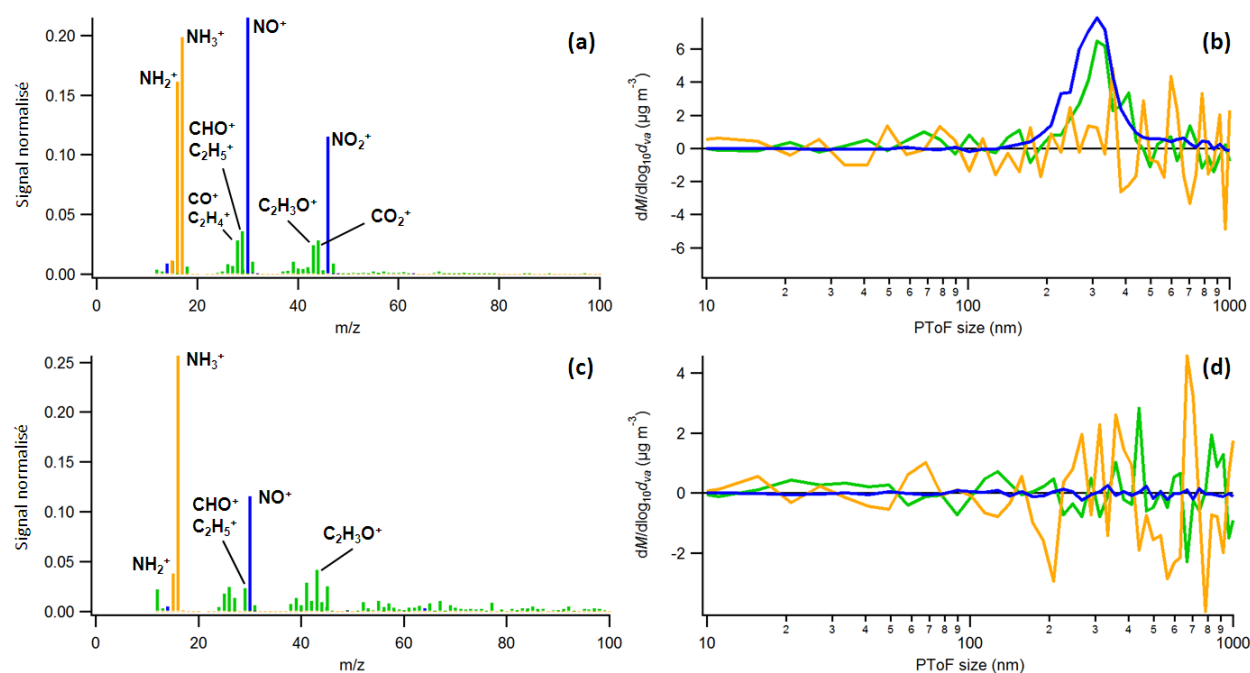 (a)
Signal normalisé
0.20
0.15
0.10
0.05
0.00
NH₂⁺
NH₃⁺
NO⁺
CHO⁺
C₂H₅⁺
CO⁺
C₂H₄⁺
C₂H₃O⁺
CO₂⁺
NO₂⁺
0 20 40 60 80 100
m/z
(b)
dM/dlog₁₀dva (µg m⁻³)
6
4
2
0
-2
-4
-6
10 2 3 4 5 6 7 8 9 100 2 3 4 5 6 7 8 9 1000
PToF size (nm)
(c)
Signal normalisé
0.25
0.20
0.15
0.10
0.05
0.00
NH₃⁺
NH₂⁺
CHO⁺
C₂H₅⁺
NO⁺
C₂H₃O⁺
0 20 40 60 80 100
m/z
(d)
dM/dlog₁₀dva (µg m⁻³)
4
2
0
-2
10 2 3 4 5 6 7 8 9 100 2 3 4 5 6 7 8 9 1000
PToF size (nm)